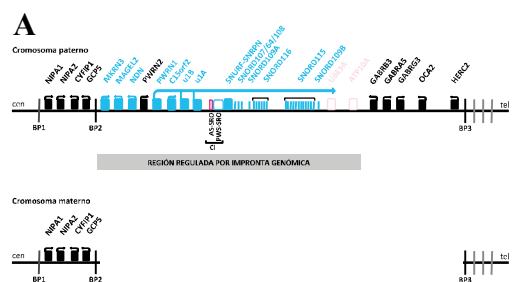 A
Cromosoma paterno
NIPA1 NIPA2 CYFIP1 GCP5 MKRN3 MAGEL2 NDN PWRN2 PWRN1 C15orf2 u1B u1A SNURF-SNRPN SNORD107/64/108 SNORD109A SNORD116 SNORD115 SNORD109B UBE3A ATP10A GABRB3 GABRA5 GABRG3 OCA2 HERC2
cen tel
BP1 BP2 AS-SRO PWS-SRO BP3
CI
REGIÓN REGULADA POR IMPRONTA GENÓMICA
Cromosoma materno
NIPA1 NIPA2 CYFIP1 GCP5
cen tel
BP1 BP2 BP3